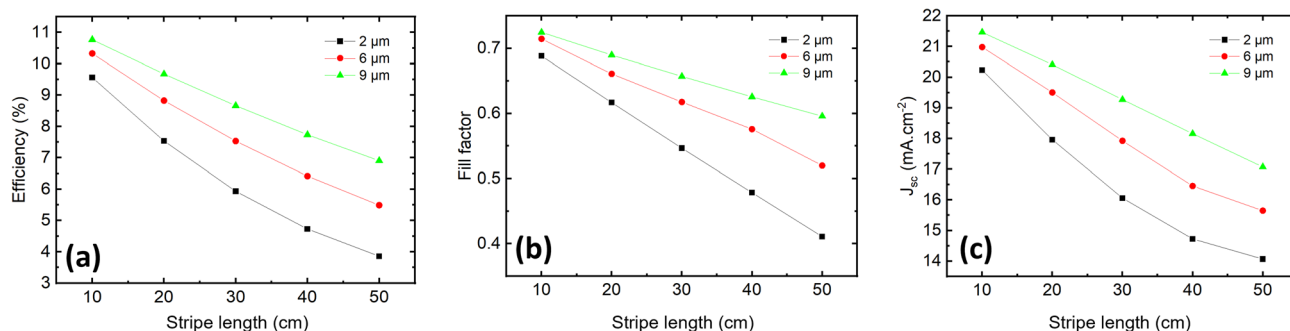 11
10
9
8
7
6
5
4
3
Efficiency (%)
2 µm
6 µm
9 µm
(a)
10 20 30 40 50
Stripe length (cm)
0.7
0.6
0.5
0.4
Fill factor
2 µm
6 µm
9 µm
(b)
10 20 30 40 50
Stripe length (cm)
22
21
20
19
18
17
16
15
14
J_sc (mA.cm⁻²)
2 µm
6 µm
9 µm
(c)
10 20 30 40 50
Stripe length (cm)